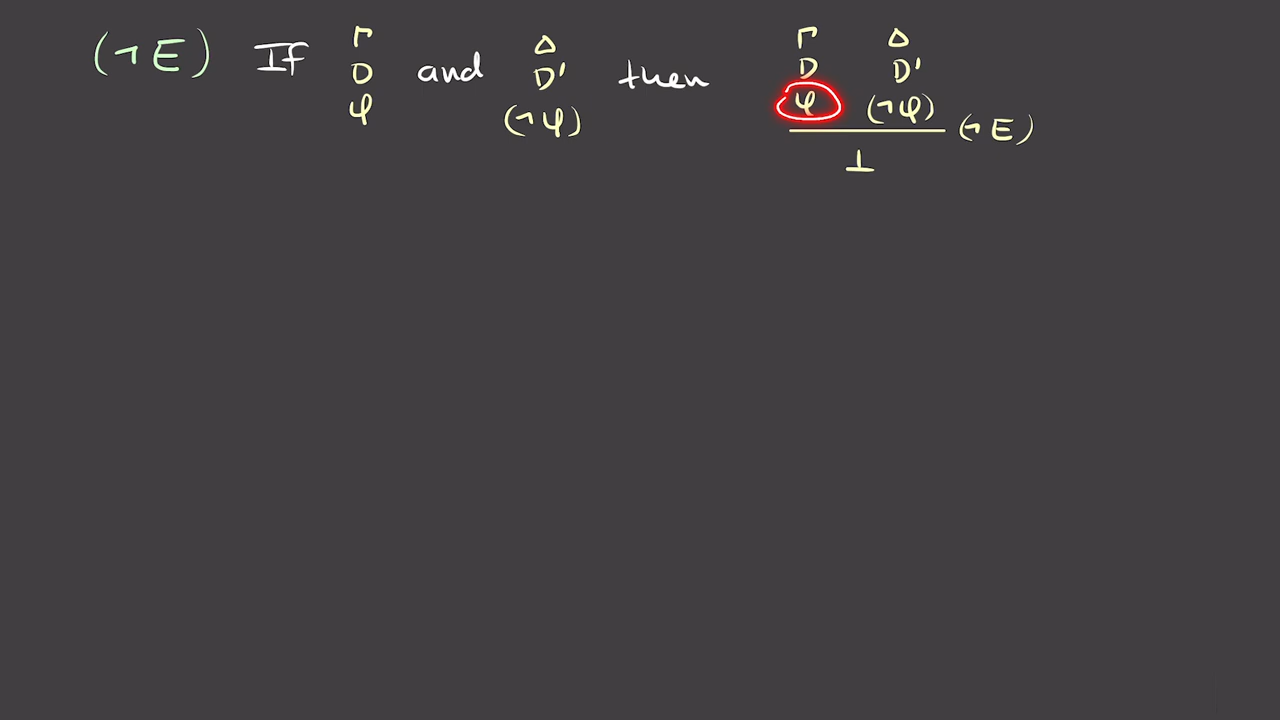 (¬E) If Γ D φ and Δ D' (¬φ) then Γ D φ Δ D' (¬φ) (¬E)
⊥